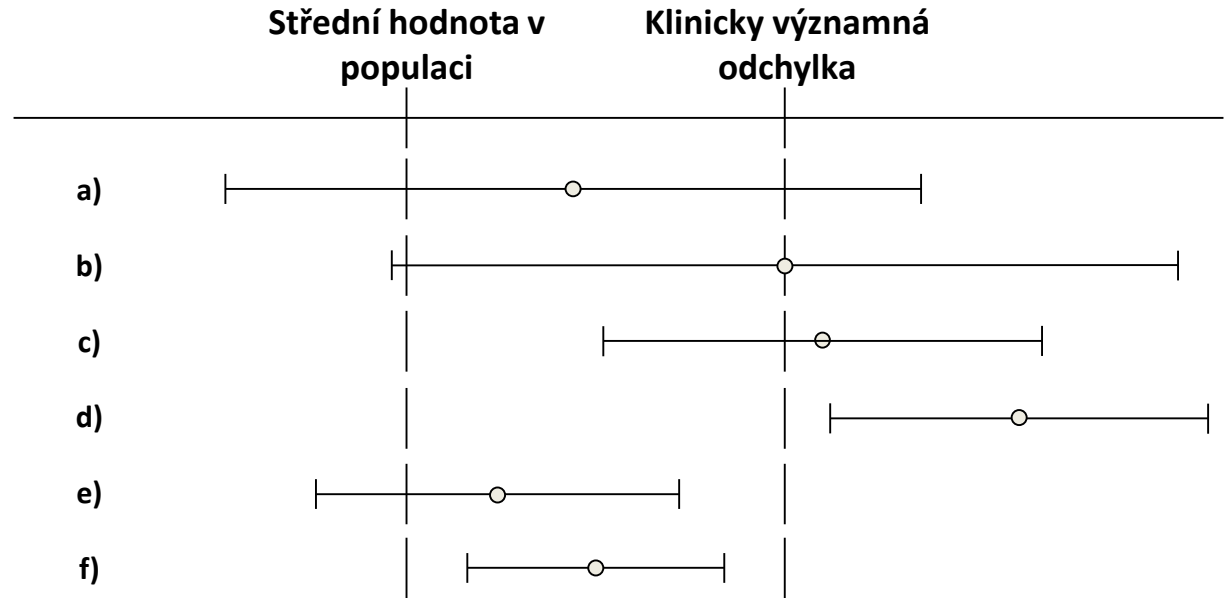 Střední hodnota v
populaci
Klinicky významná
odchylka
a)
b)
c)
d)
e)
f)